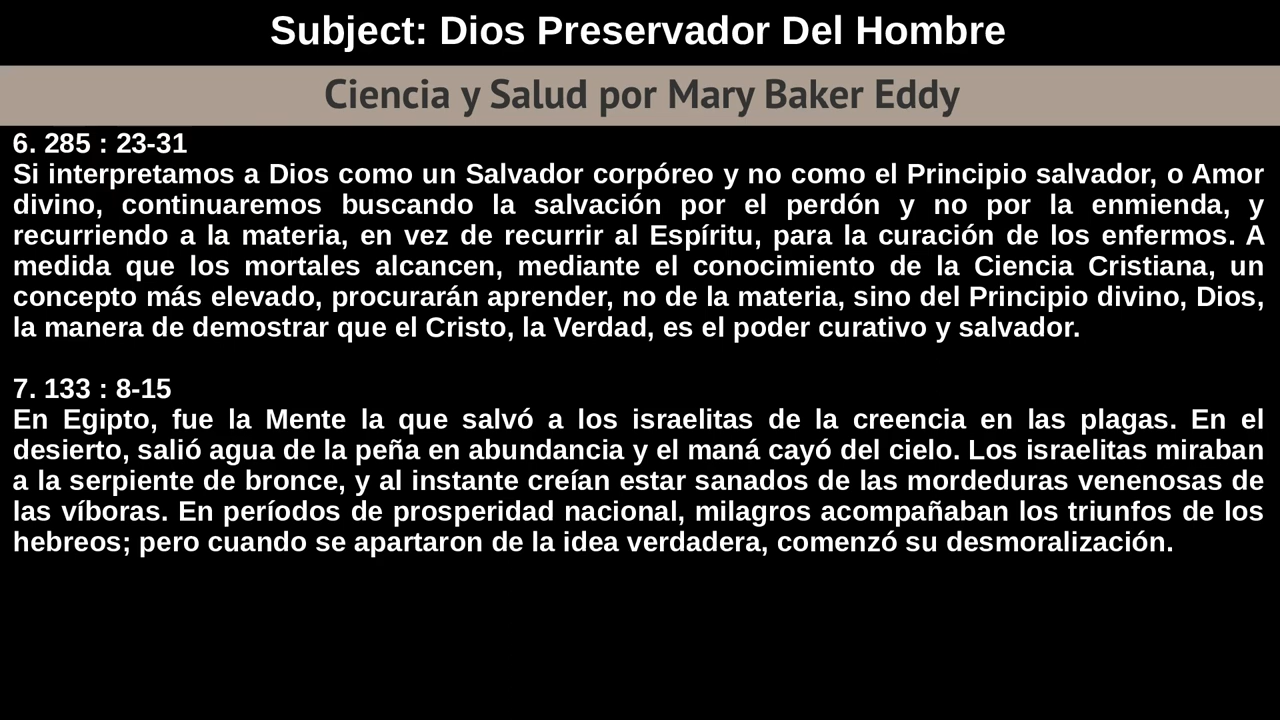 Subject: Dios Preservador Del Hombre
Ciencia y Salud por Mary Baker Eddy
6. 285 : 23-31
Si interpretamos a Dios como un Salvador corpóreo y no como el Principio salvador, o Amor
divino, continuaremos buscando la salvación por el perdón y no por la enmienda, y
recurriendo a la materia, en vez de recurrir al Espíritu, para la curación de los enfermos. A
medida que los mortales alcancen, mediante el conocimiento de la Ciencia Cristiana, un
concepto más elevado, procurarán aprender, no de la materia, sino del Principio divino, Dios,
la manera de demostrar que el Cristo, la Verdad, es el poder curativo y salvador.
7. 133 : 8-15
En Egipto, fue la Mente la que salvó a los israelitas de la creencia en las plagas. En el
desierto, salió agua de la peña en abundancia y el maná cayó del cielo. Los israelitas miraban
a la serpiente de bronce, y al instante creían estar sanados de las mordeduras venenosas de
las víboras. En períodos de prosperidad nacional, milagros acompañaban los triunfos de los
hebreos; pero cuando se apartaron de la idea verdadera, comenzó su desmoralización.